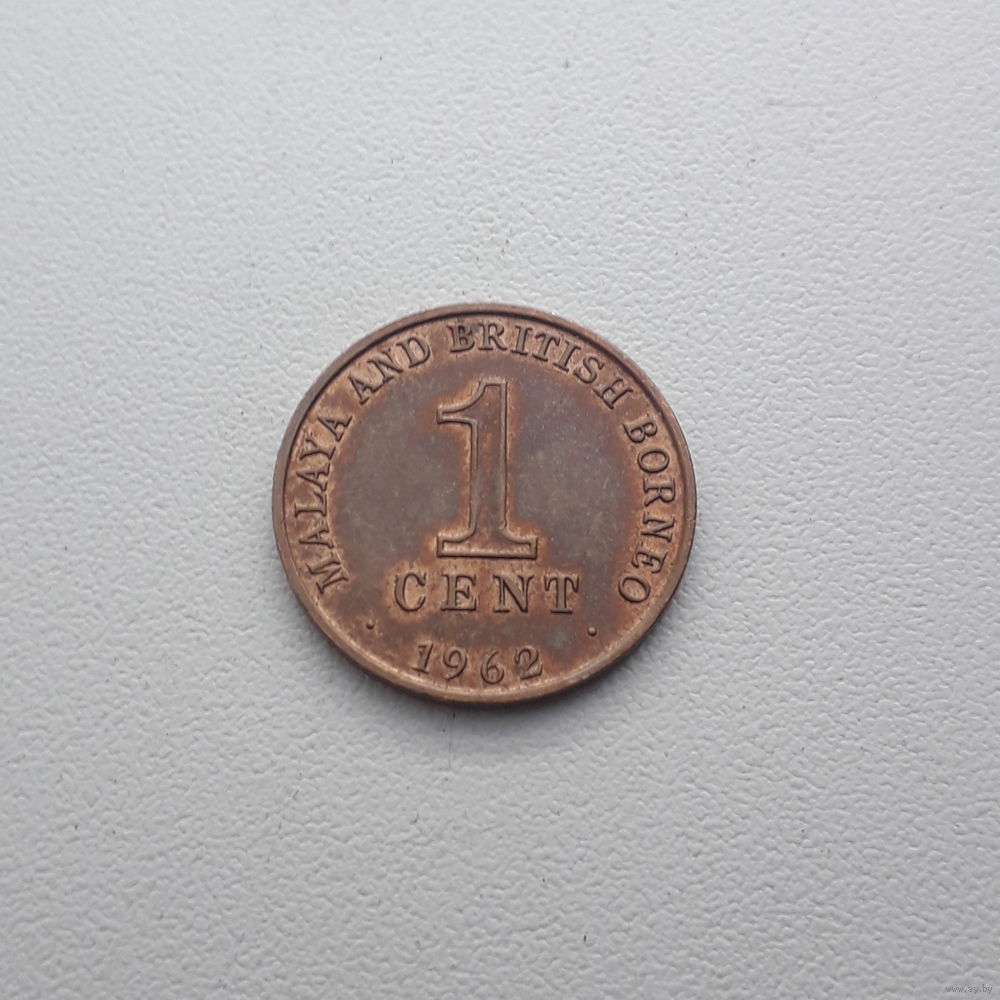 MALAYA AND BRITISH BORNEO
1
CENT
1962
www.ay.by